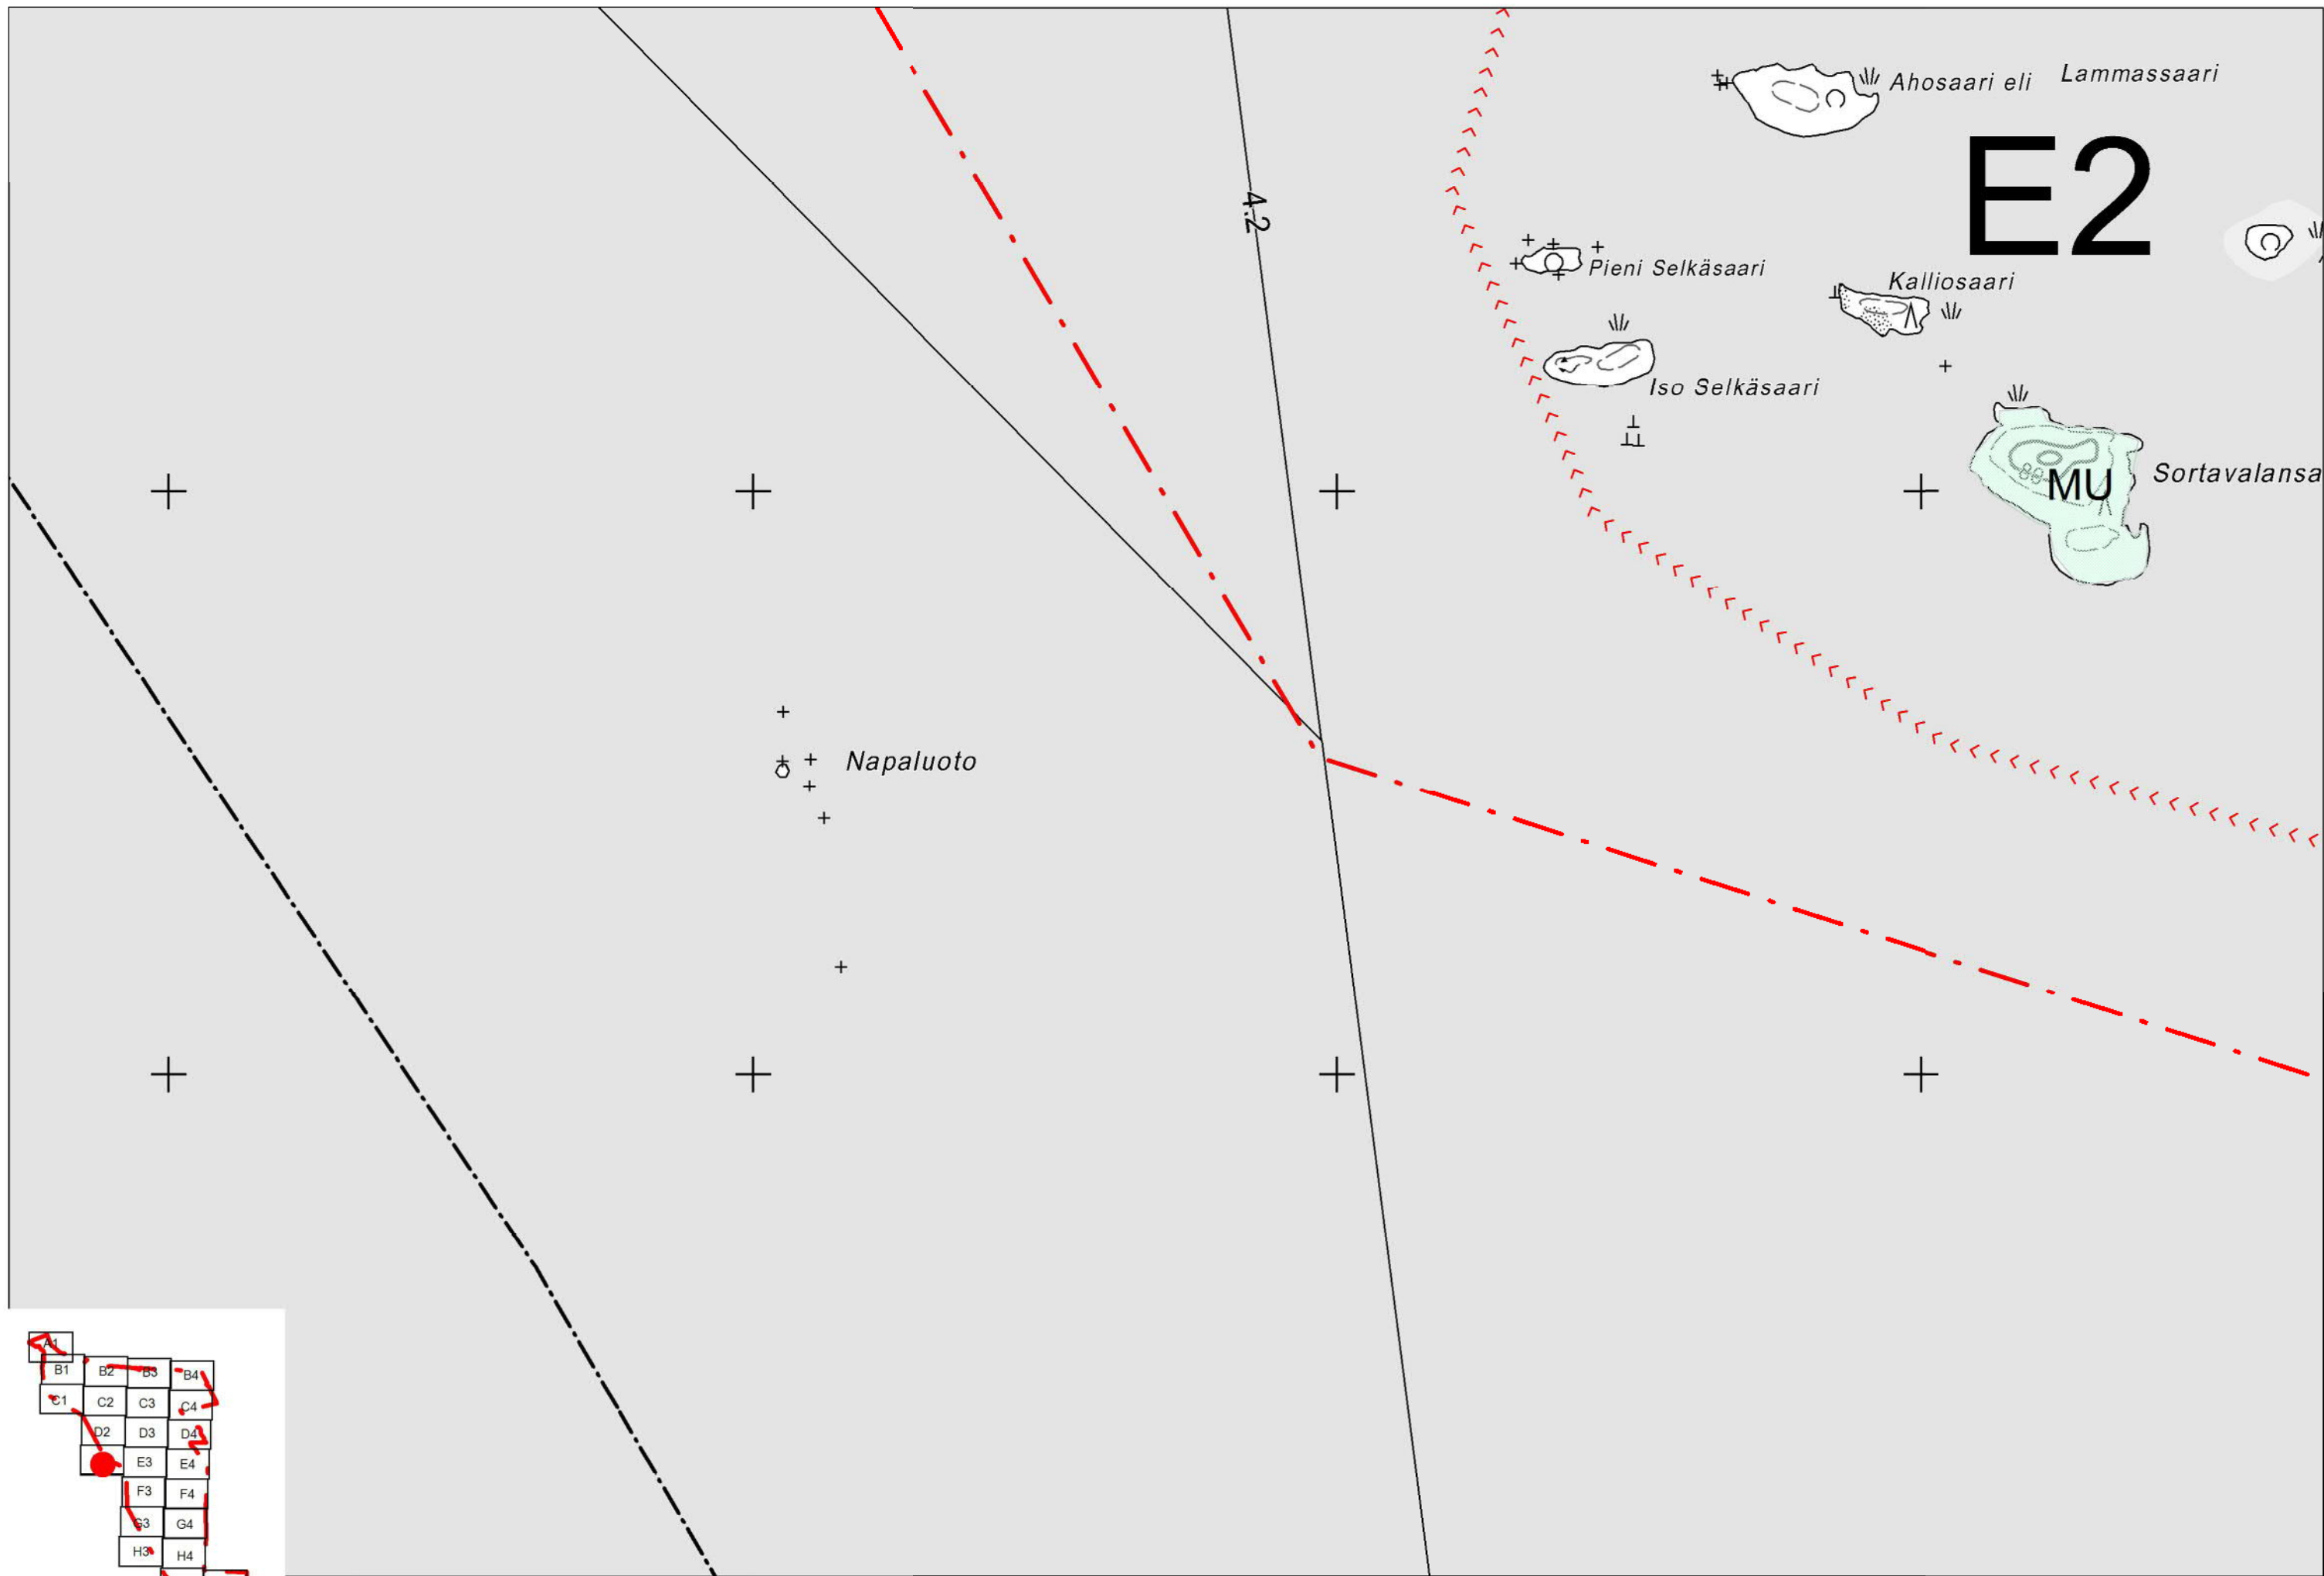 Lammassaari
Ahosaari eli
E2
4.2
Pieni Selkäsaari
Kalliosaari
Iso Selkäsaari
MU
Sortavalansa
Napaluoto
A1
B1 B2 B3 B4
C1 C2 C3 C4
D2 D3 D4
E3 E4
F3 F4
G3 G4
H3 H4